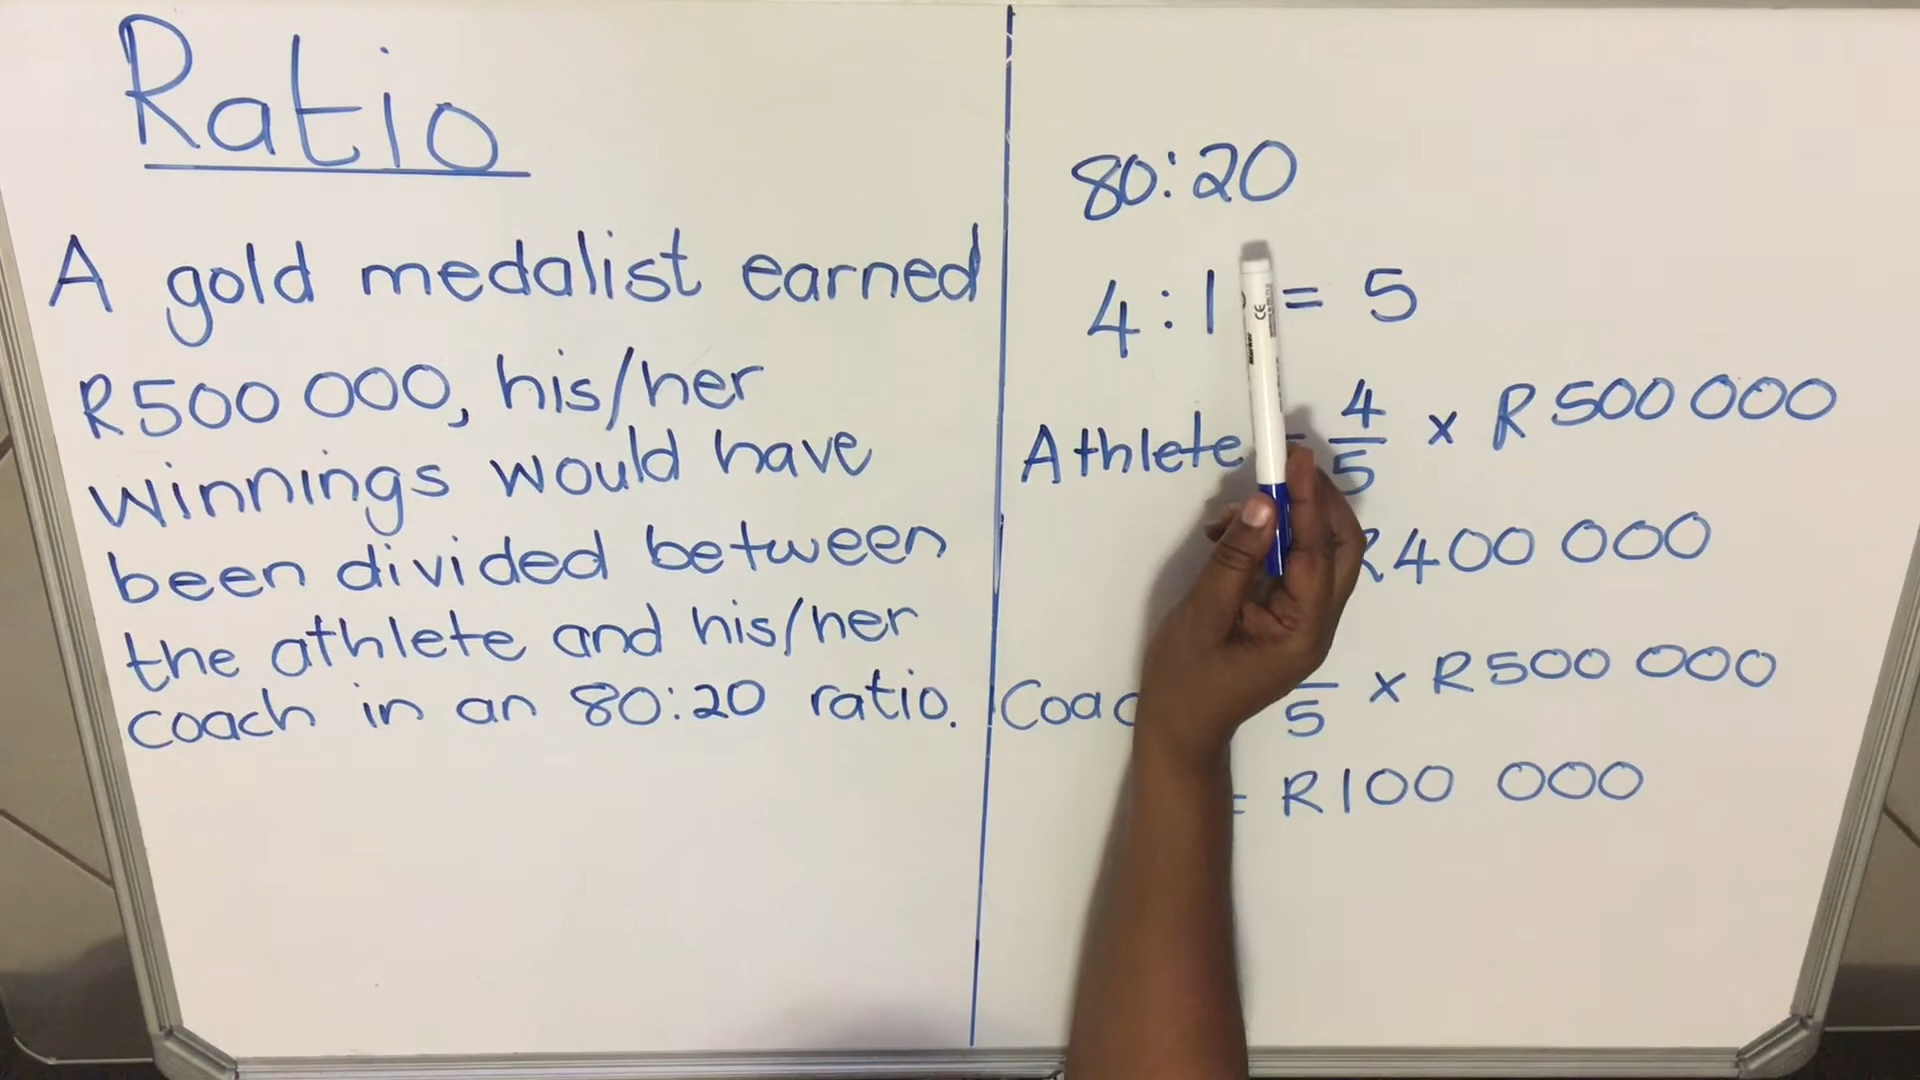 Ratio
A gold medalist earned
R500 000, his/her
winnings would have
been divided between
the athlete and his/her
coach in an 80:20 ratio.
80:20
4 : 1 = 5
Athlete = 4/5 x R500 000
R400 000
5 x R500 000
= R100 000
CE
Marker